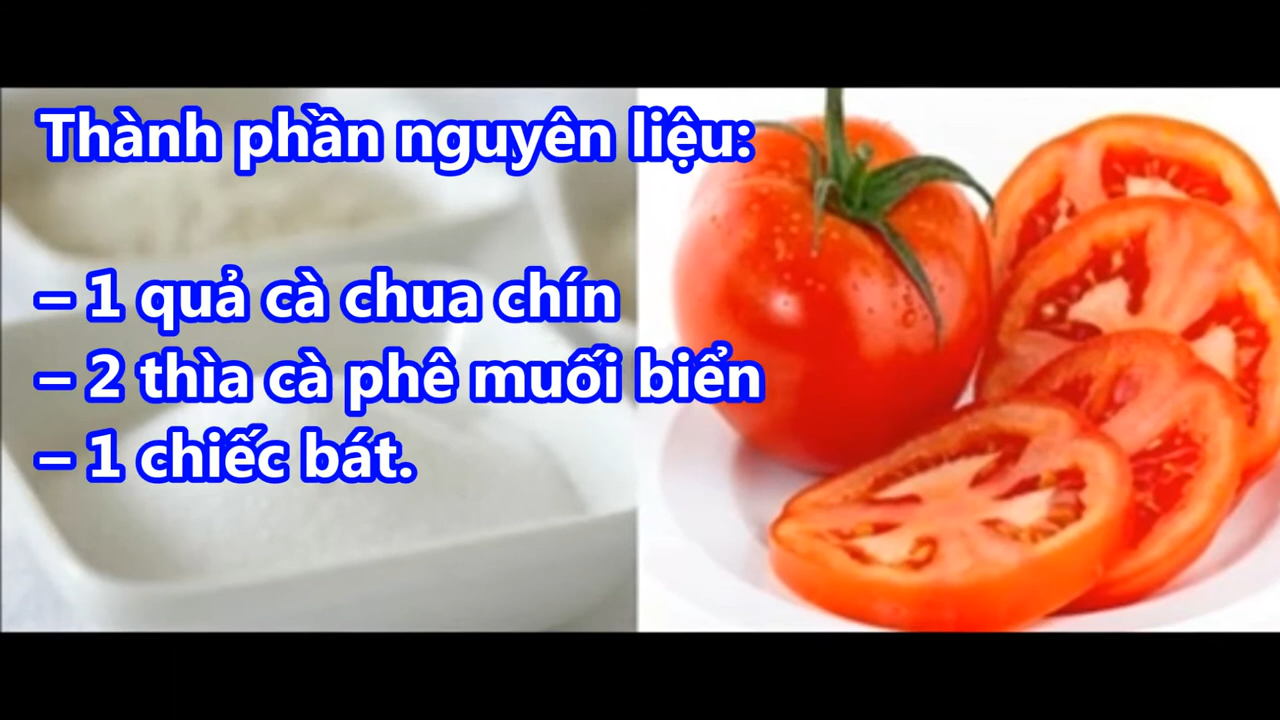 Thành phần nguyên liệu:
– 1 quả cà chua chín
– 2 thìa cà phê muối biển
– 1 chiếc bát.